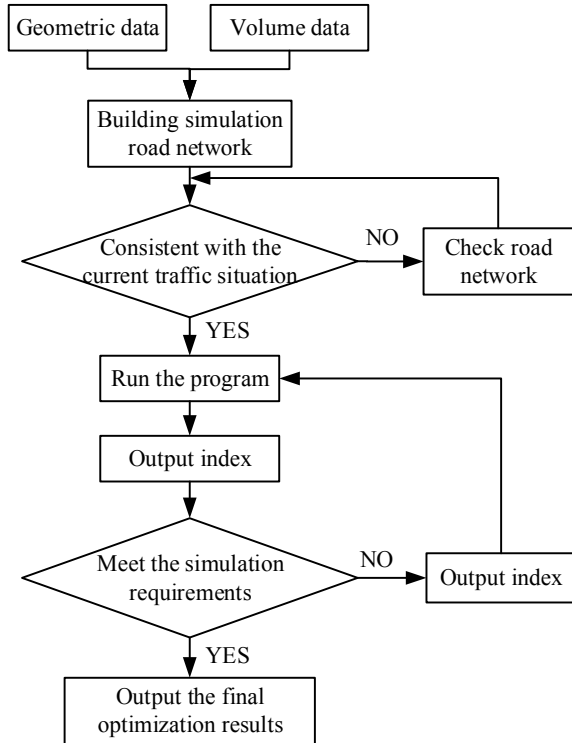 Geometric data
Volume data
Building simulation
road network
Consistent with the
current traffic situation
NO
Check road
network
YES
Run the program
Output index
Meet the simulation
requirements
NO
Output index
YES
Output the final
optimization results